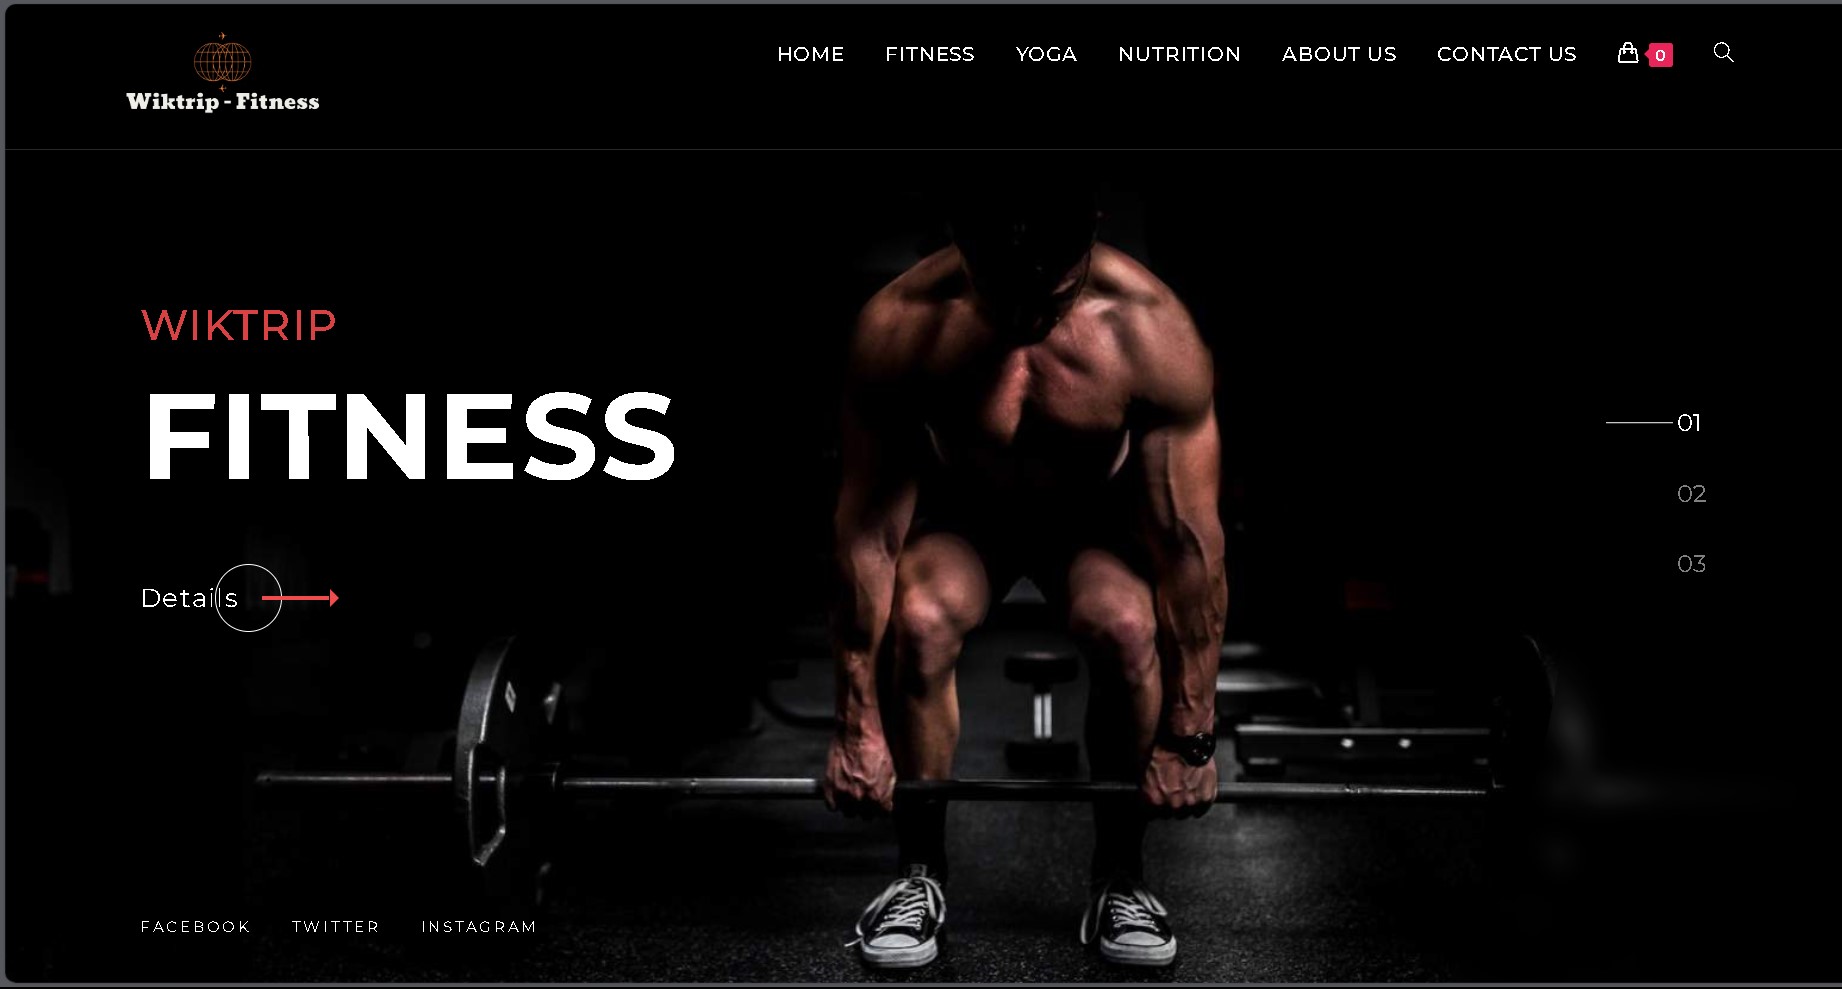 Wiktrip - Fitness
HOME FITNESS YOGA NUTRITION ABOUT US CONTACT US 0
WIKTRIP
FITNESS
Details
01
02
03
FACEBOOK TWITTER INSTAGRAM